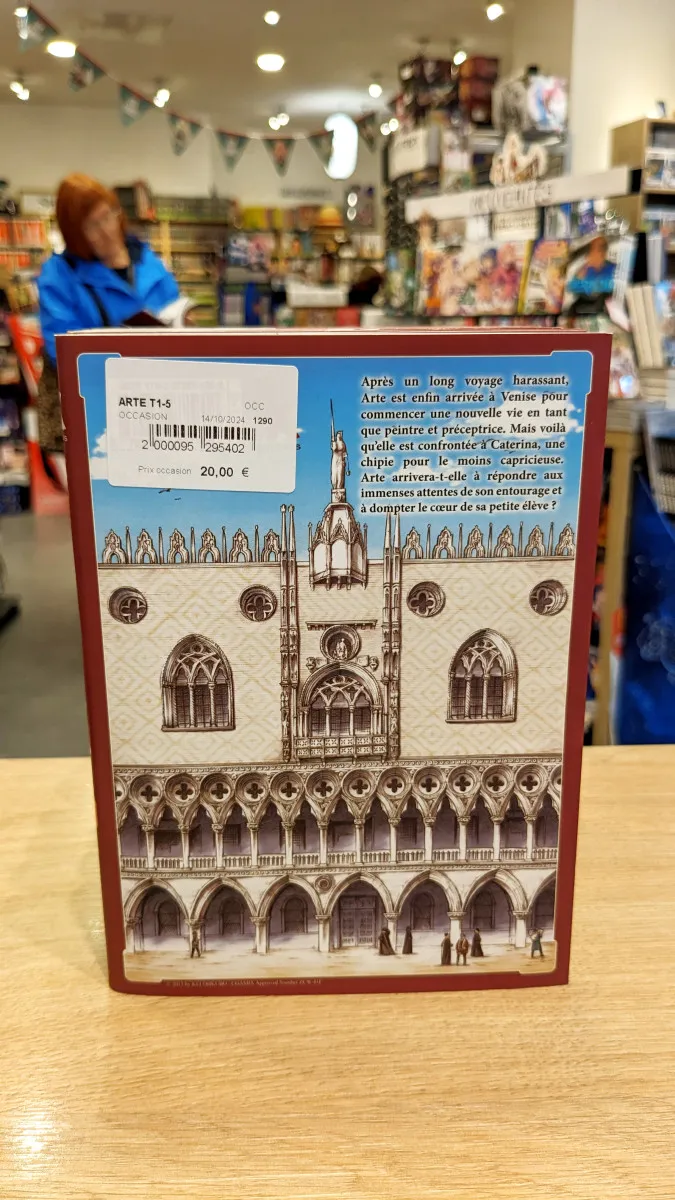 ARTE T1-5
OCC
OCCASION
14/10/2024 1290
2 000095 295402
Prix occasion 20,00 €
Après un long voyage harassant,
Arte est enfin arrivée à Venise pour
commencer une nouvelle vie en tant
que peintre et préceptrice. Mais voilà
qu'elle est confrontée à Caterina, une
chipie pour le moins capricieuse.
Arte arrivera-t-elle à répondre aux
immenses attentes de son entourage et
à dompter le cœur de sa petite élève ?